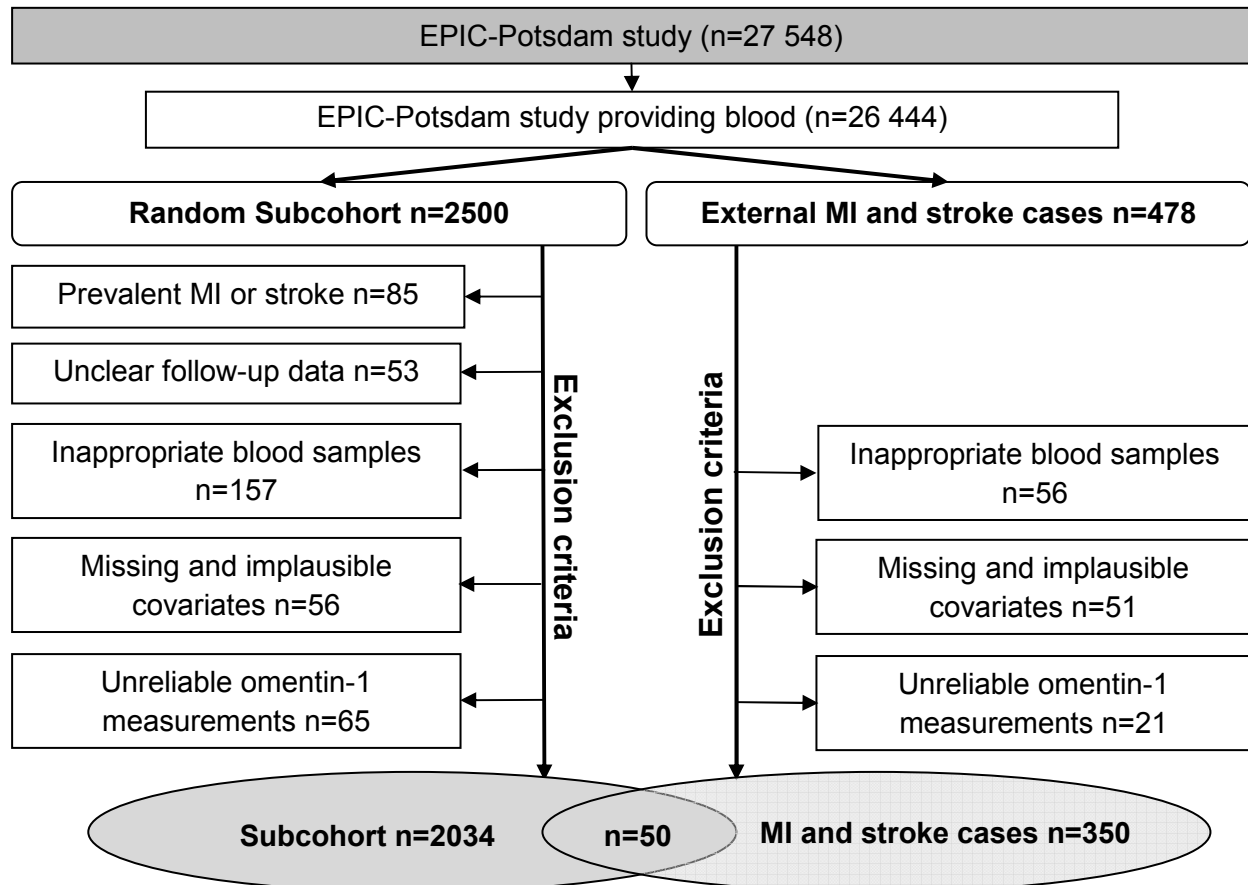 EPIC-Potsdam study (n=27 548)
EPIC-Potsdam study providing blood (n=26 444)
Random Subcohort n=2500
External MI and stroke cases n=478
Prevalent MI or stroke n=85
Unclear follow-up data n=53
Inappropriate blood samples
n=157
Missing and implausible
covariates n=56
Unreliable omentin-1
measurements n=65
Exclusion criteria
Exclusion criteria
Inappropriate blood samples
n=56
Missing and implausible
covariates n=51
Unreliable omentin-1
measurements n=21
Subcohort n=2034
n=50
MI and stroke cases n=350